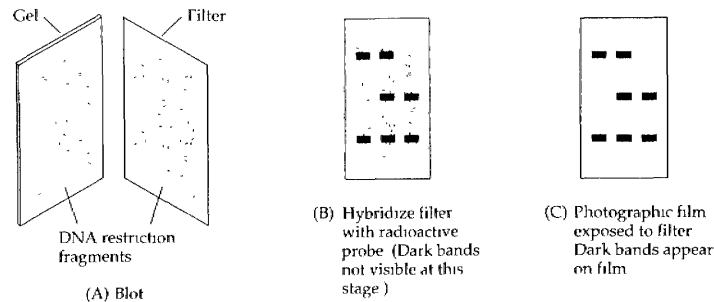 Gel
Filter
DNA restriction
fragments
(A) Blot
(B) Hybridize filter
with radioactive
probe (Dark bands
not visible at this
stage )
(C) Photographic film
exposed to filter
Dark bands appear
on film